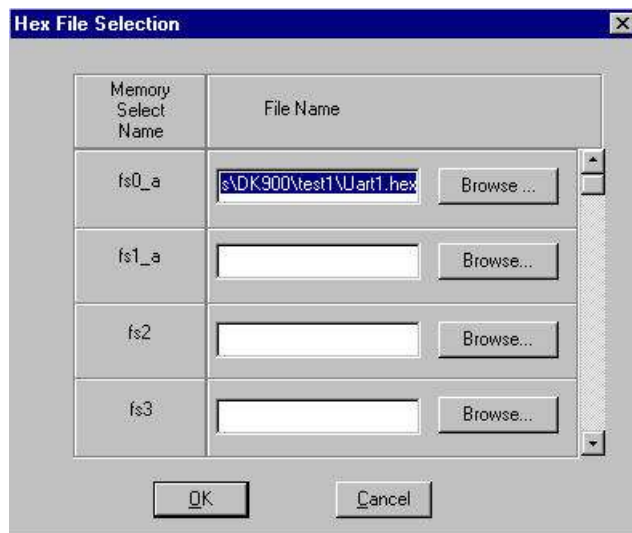 Hex File Selection
Memory
Select
Name
File Name
fs0_a
s\DK900\test1\Uart1.hex
Browse ...
fs1_a
Browse...
fs2
Browse...
fs3
Browse...
OK
Cancel